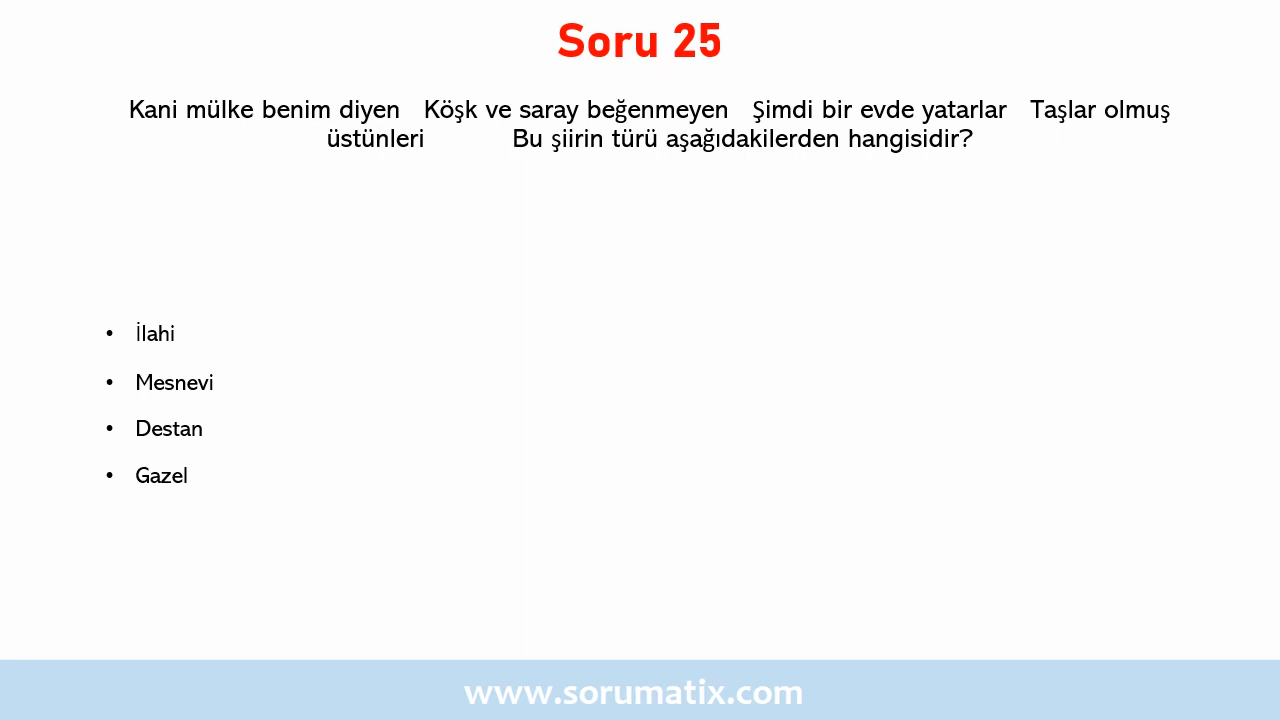 Soru 25
Kani mülke benim diyen Köşk ve saray beğenmeyen Şimdi bir evde yatarlar Taşlar olmuş
üstünleri Bu şiirin türü aşağıdakilerden hangisidir?
• İlahi
• Mesnevi
• Destan
• Gazel
www.sorumatix.com